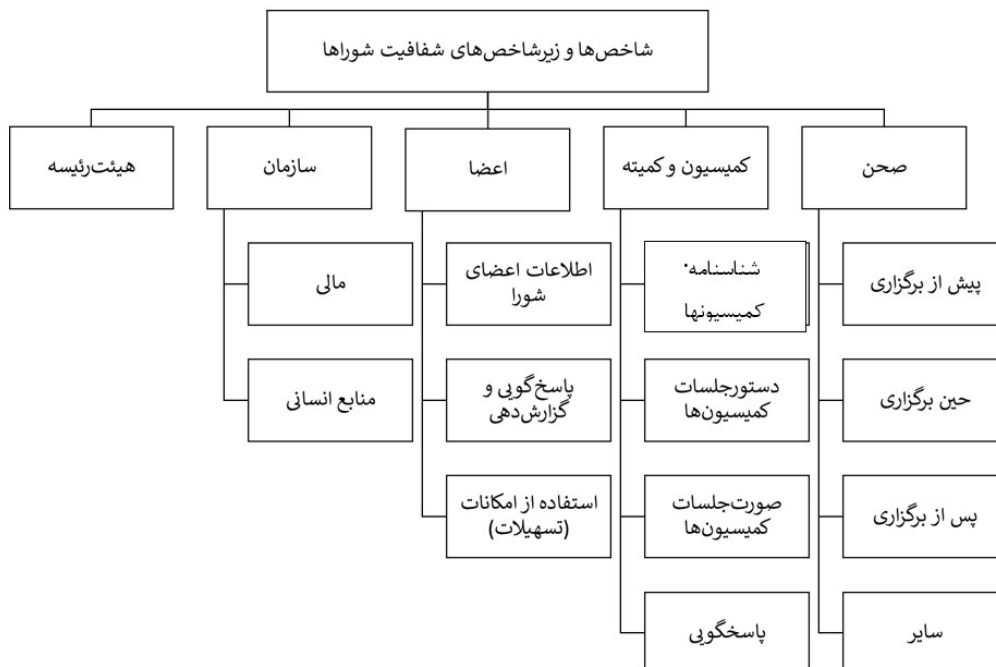 شاخص‌ها و زیرشاخص‌های شفافیت شوراها
صحن
پیش از برگزاری
حین برگزاری
پس از برگزاری
سایر
کمیسیون و کمیته
شناسنامه
کمیسیونها
دستورجلسات
کمیسیون‌ها
صورت‌جلسات
کمیسیون‌ها
پاسخگویی
اعضا
اطلاعات اعضای
شورا
پاسخ‌گویی و
گزارش‌دهی
استفاده از امکانات
(تسهیلات)
سازمان
مالی
منابع انسانی
هیئت‌رئیسه